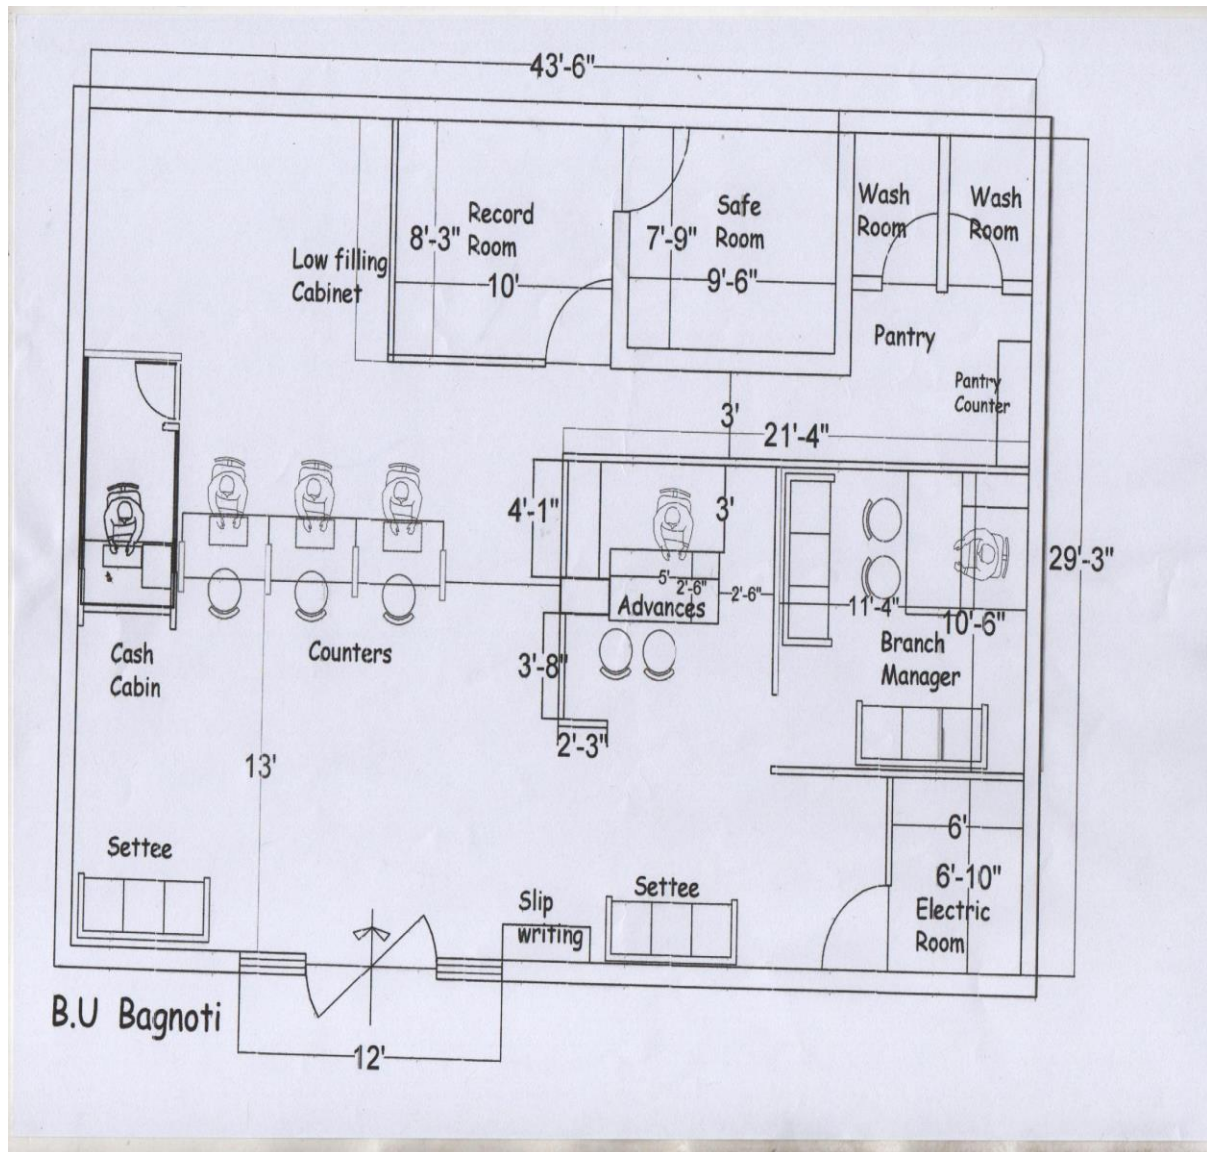 43'-6"
Record
Room
8'-3"
10'
Low filling
Cabinet
Safe
Room
7'-9"
9'-6"
Wash
Room
Wash
Room
Pantry
Pantry
Counter
3'
21'-4"
4'-1"
3'
5'
2'-6"
2'-6"
Advances
3'-8"
2'-3"
11'-4"
10'-6"
Branch
Manager
29'-3"
Cash
Cabin
Counters
13'
Settee
Slip
writing
Settee
6'
6'-10"
Electric
Room
B.U Bagnoti
12'